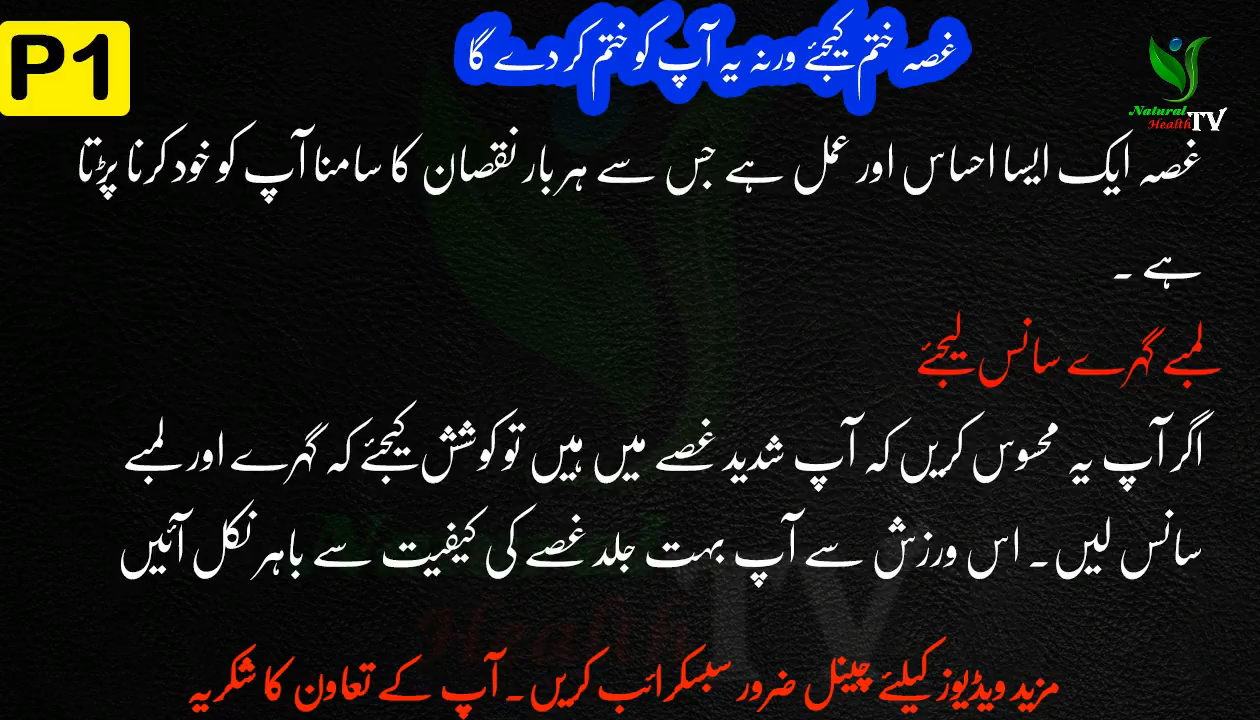 P1
غصہ ختم کیجئے ورنہ یہ آپ کو ختم کر دے گا
Natural
Health TV
غصہ ایک ایسا احساس اور عمل ہے جس سے ہر بار نقصان کا سامنا آپ کو خود کرنا پڑتا
ہے ۔
لمبے گہرے سانس لیجئے
اگر آپ یہ محسوس کریں کہ آپ شدید غصے میں ہیں تو کوشش کیجئے کہ گہرے اور لمبے
سانس لیں۔ اس ورزش سے آپ بہت جلد غصے کی کیفیت سے باہر نکل آئیں
Health TV
مزید ویڈیوز کیلئے چینل ضرور سبسکرائب کریں۔ آپ کے تعاون کا شکریہ